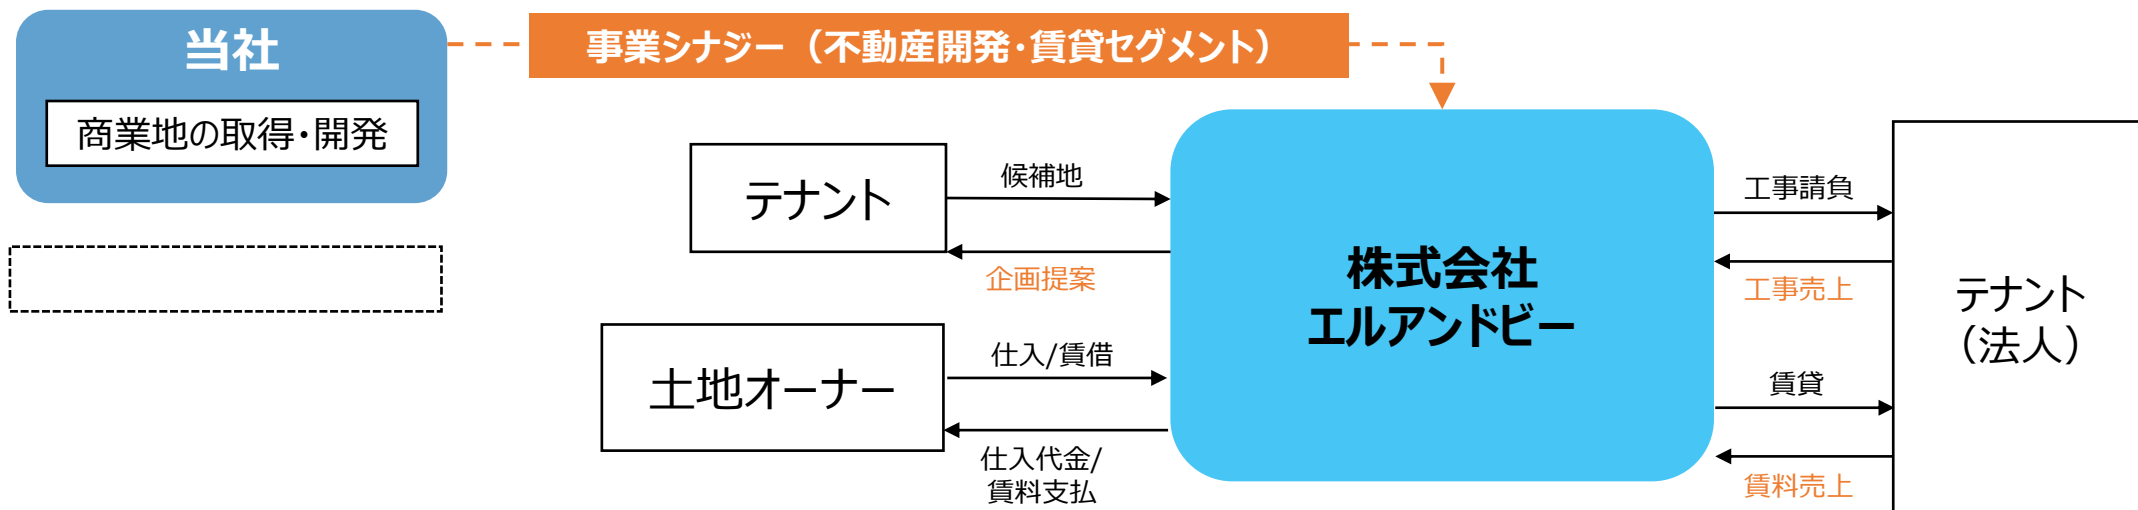 当社
商業地の取得・開発
事業シナジー（不動産開発・賃貸セグメント）
テナント
候補地
企画提案
土地オーナー
仕入/賃借
仕入代金/
賃料支払
株式会社
エルアンドビー
工事請負
工事売上
賃貸
賃料売上
テナント
（法人）